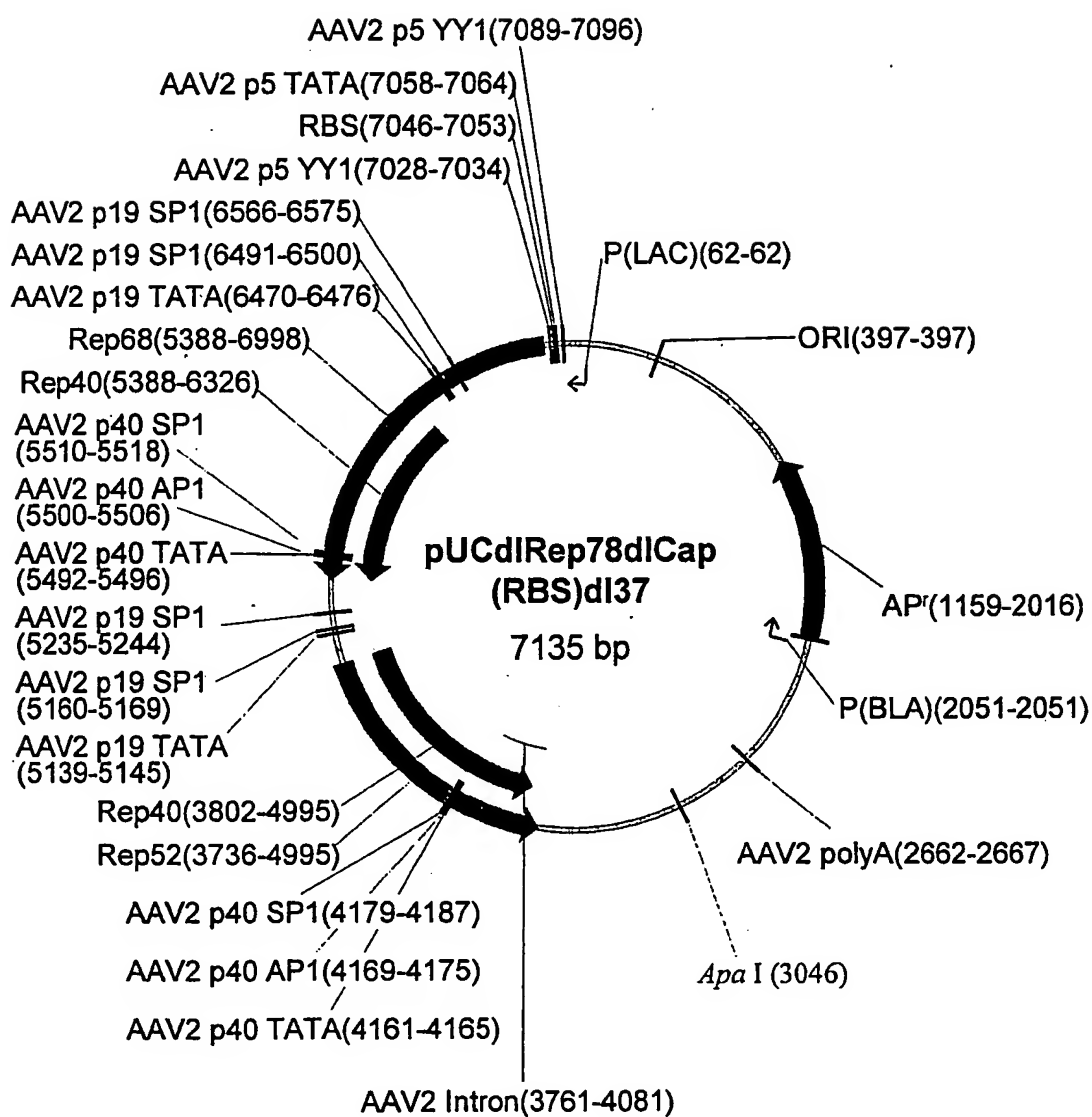 AAV2 p5 YY1(7089-7096)
AAV2 p5 TATA(7058-7064)
RBS(7046-7053)
AAV2 p5 YY1(7028-7034)
AAV2 p19 SP1(6566-6575)
AAV2 p19 SP1(6491-6500)
AAV2 p19 TATA(6470-6476)
Rep68(5388-6998)
Rep40(5388-6326)
AAV2 p40 SP1
(5510-5518)
AAV2 p40 AP1
(5500-5506)
AAV2 p40 TATA
(5492-5496)
AAV2 p19 SP1
(5235-5244)
AAV2 p19 SP1
(5160-5169)
AAV2 p19 TATA
(5139-5145)
Rep40(3802-4995)
Rep52(3736-4995)
AAV2 p40 SP1(4179-4187)
AAV2 p40 AP1(4169-4175)
AAV2 p40 TATA(4161-4165)
AAV2 Intron(3761-4081)
P(LAC)(62-62)
ORI(397-397)
APr(1159-2016)
P(BLA)(2051-2051)
AAV2 polyA(2662-2667)
Apa I (3046)
pUCdlRep78dlCap
(RBS)dl37
7135 bp